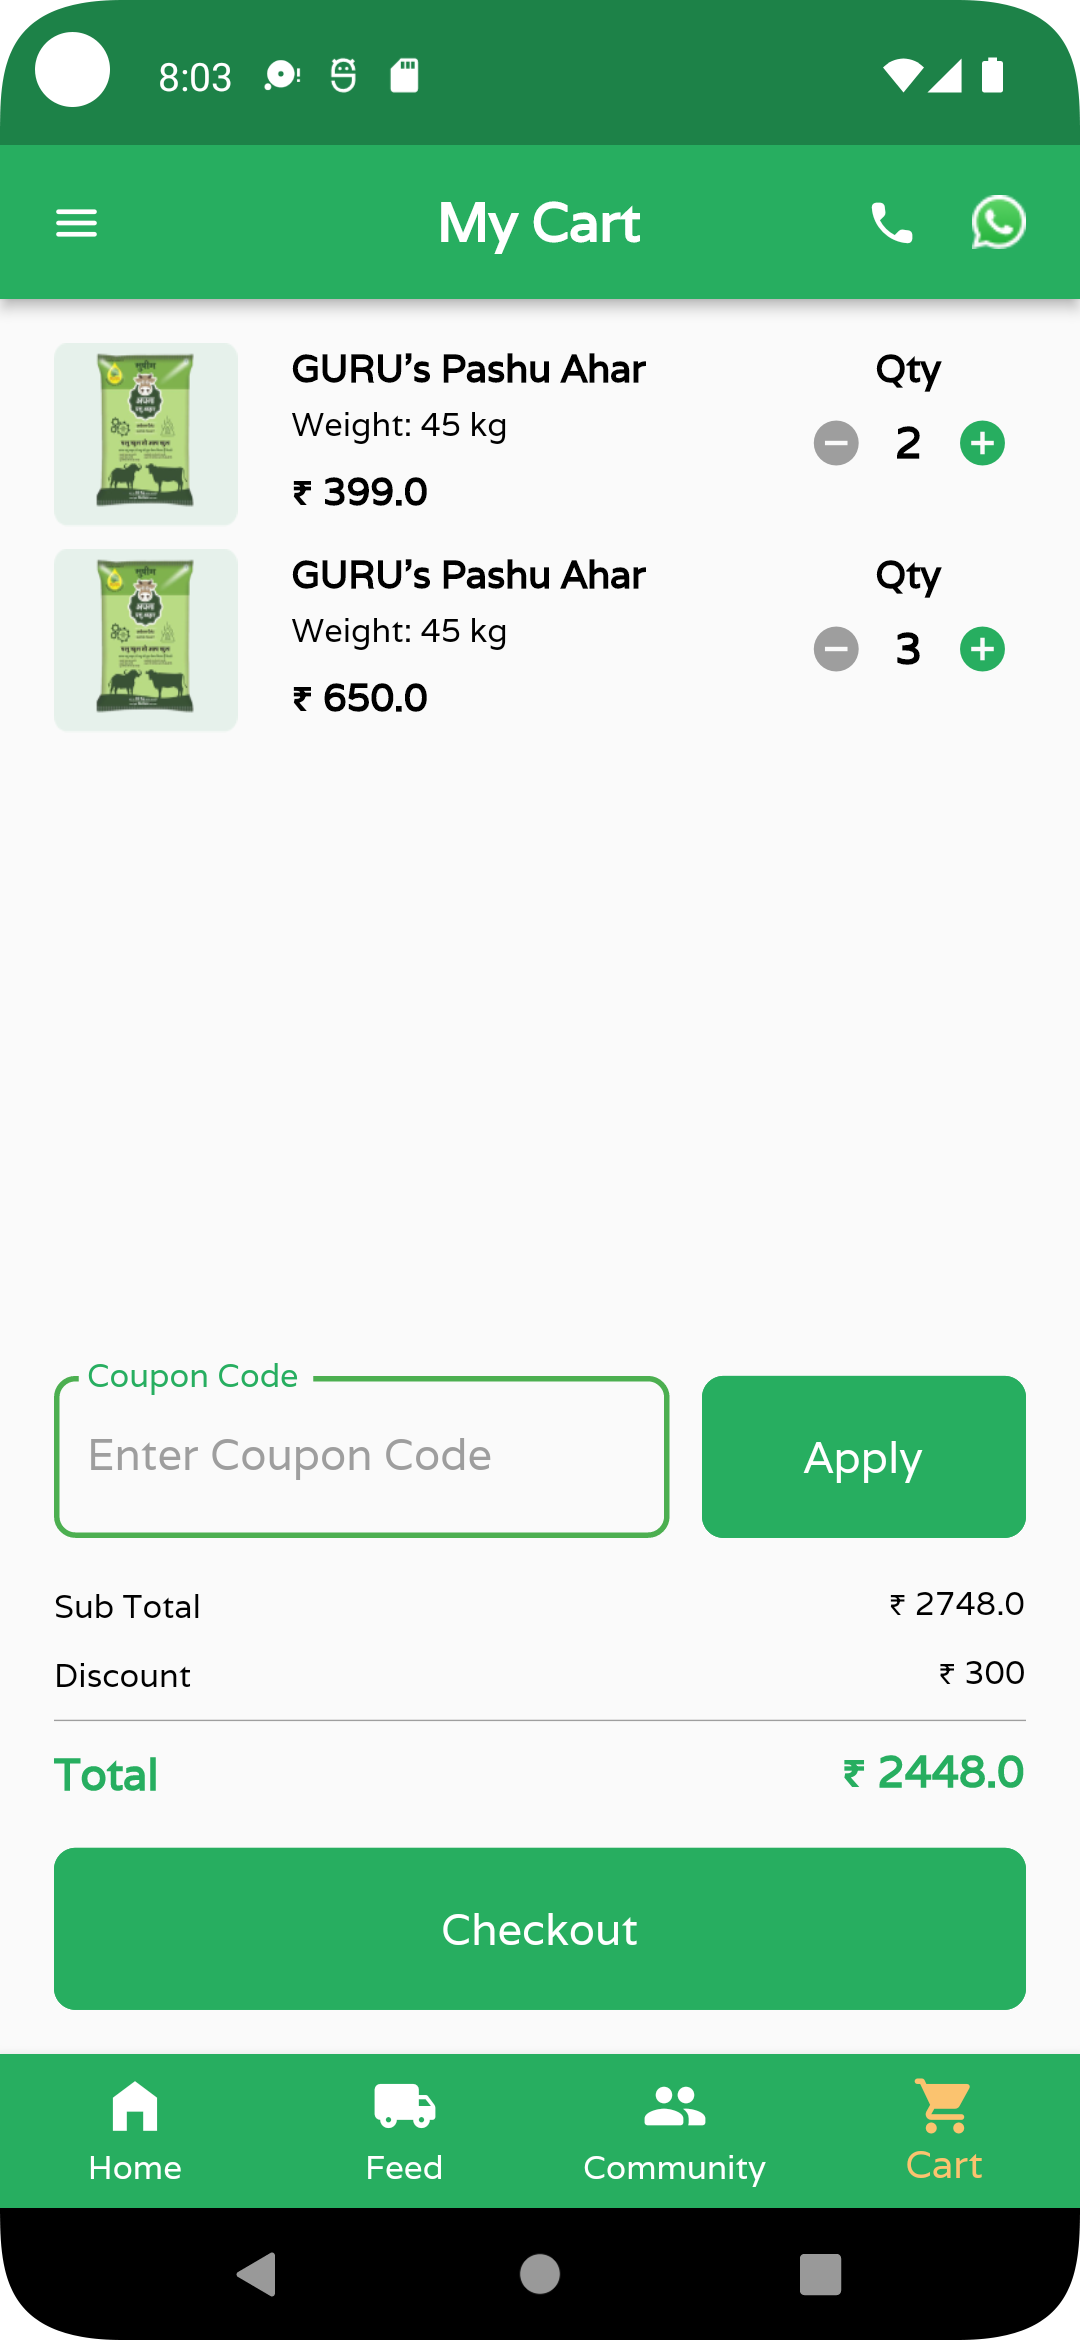 8:03
My Cart
GURU's Pashu Ahar
Qty
Weight: 45 kg
2
₹ 399.0
GURU's Pashu Ahar
Qty
Weight: 45 kg
3
₹ 650.0
Coupon Code
Enter Coupon Code
Apply
Sub Total
₹ 2748.0
Discount
₹ 300
Total
₹ 2448.0
Checkout
Home
Feed
Community
Cart